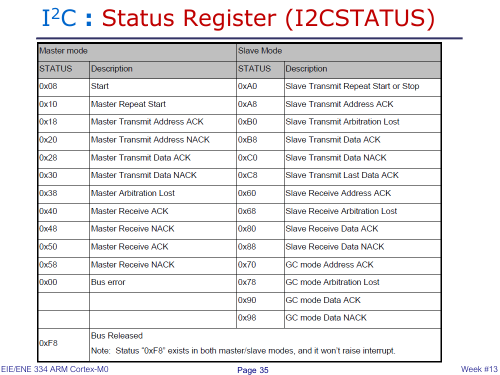 I²C : Status Register (I2CSTATUS)
Master mode Slave Mode
STATUS Description STATUS Description
0x08 Start 0xA0 Slave Transmit Repeat Start or Stop
0x10 Master Repeat Start 0xA8 Slave Transmit Address ACK
0x18 Master Transmit Address ACK 0xB0 Slave Transmit Arbitration Lost
0x20 Master Transmit Address NACK 0xB8 Slave Transmit Data ACK
0x28 Master Transmit Data ACK 0xC0 Slave Transmit Data NACK
0x30 Master Transmit Data NACK 0xC8 Slave Transmit Last Data ACK
0x38 Master Arbitration Lost 0x60 Slave Receive Address ACK
0x40 Master Receive ACK 0x68 Slave Receive Arbitration Lost
0x48 Master Receive NACK 0x80 Slave Receive Data ACK
0x50 Master Receive ACK 0x88 Slave Receive Data NACK
0x58 Master Receive NACK 0x70 GC mode Address ACK
0x00 Bus error 0x78 GC mode Arbitration Lost
0x90 GC mode Data ACK
0x98 GC mode Data NACK
0xF8 Bus Released
Note: Status "0xF8" exists in both master/slave modes, and it won't raise interrupt.
EIE/ENE 334 ARM Cortex-M0 Page 35 Week #13